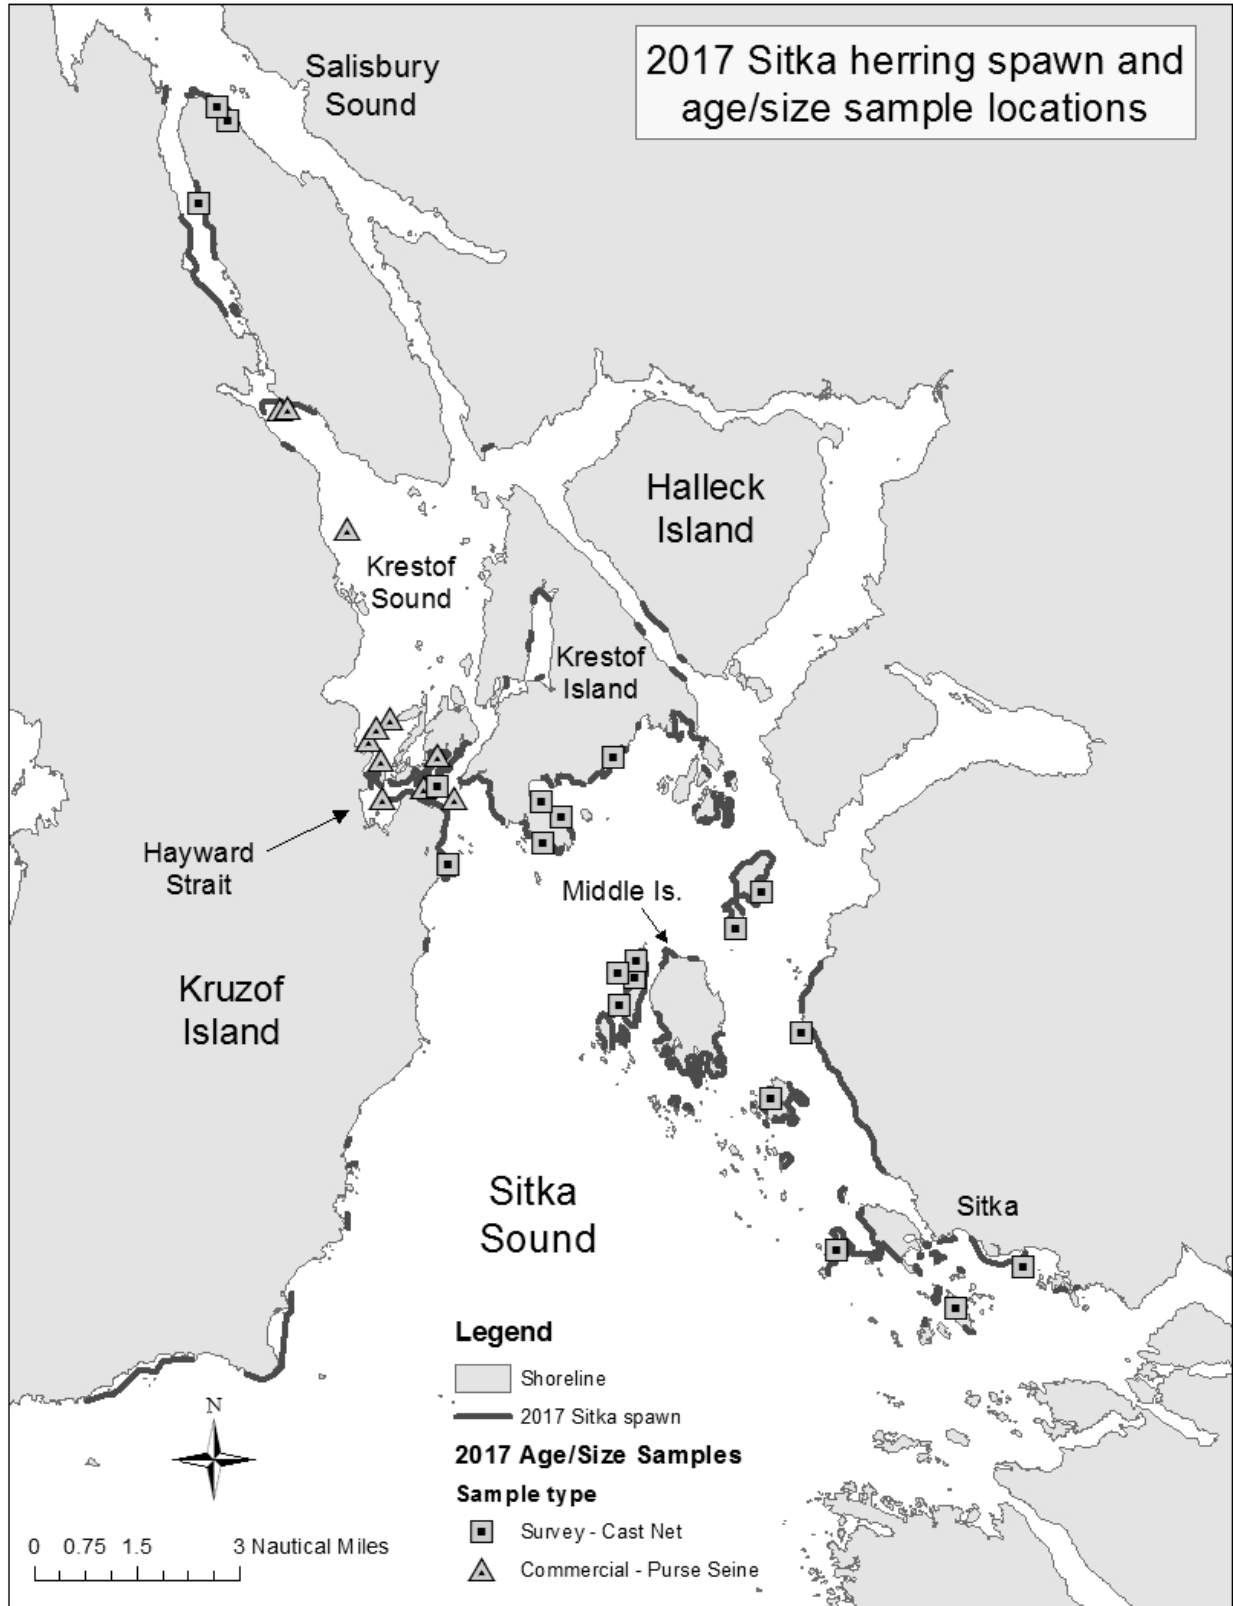 2017 Sitka herring spawn and
age/size sample locations
Salisbury
Sound
Halleck
Island
Krestof
Sound
Krestof
Island
Hayward
Strait
Middle Is.
Kruzof
Island
Sitka
Sound
Sitka
Legend
Shoreline
2017 Sitka spawn
2017 Age/Size Samples
Sample type
Survey - Cast Net
Commercial - Purse Seine
N
0 0.75 1.5 3 Nautical Miles